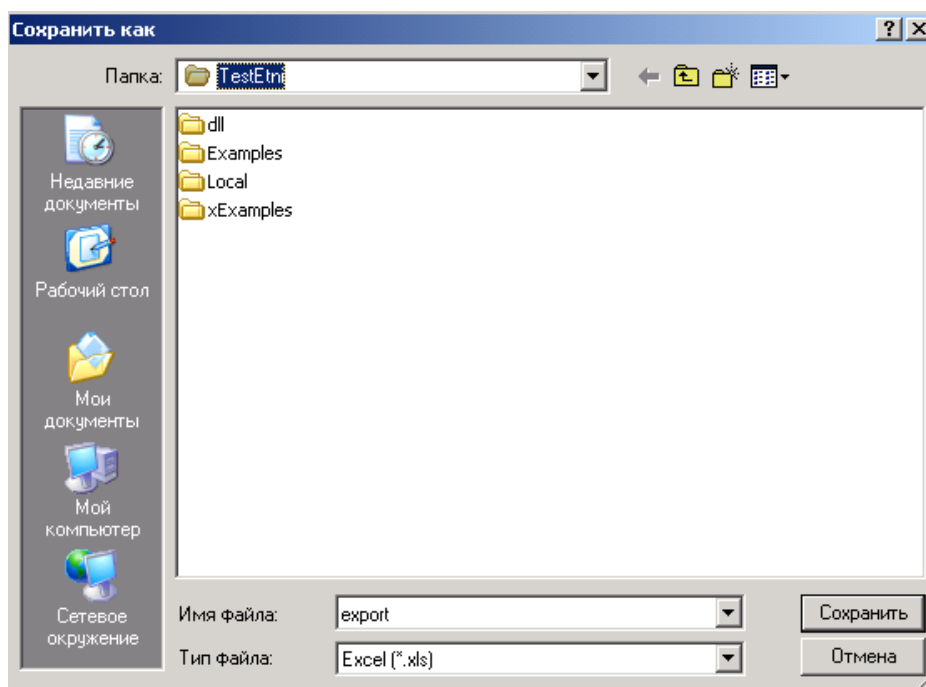 Сохранить как
Папка:
TestEtni
Недавние
документы
Рабочий стол
Мои
документы
Мой
компьютер
Сетевое
окружение
dll
Examples
Local
xExamples
Имя файла:
export
Сохранить
Тип файла:
Excel (*.xls)
Отмена